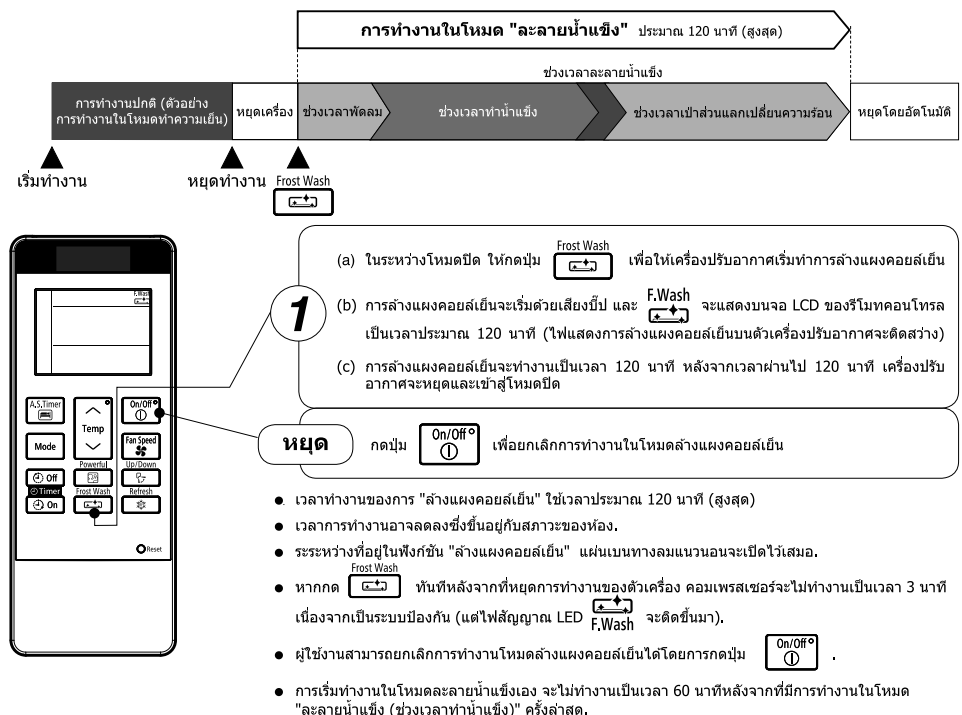 การทำงานในโหมด "ละลายน้ำแข็ง" ประมาณ 120 นาที (สูงสุด)
ช่วงเวลาละลายน้ำแข็ง
การทำงานปกติ (ตัวอย่าง
การทำงานในโหมดทำความเย็น)
หยุดเครื่อง
ช่วงเวลาพัดลม
ช่วงเวลาทำน้ำแข็ง
ช่วงเวลาเป่าส่วนแลกเปลี่ยนความร้อน
หยุดโดยอัตโนมัติ
เริ่มทำงาน
หยุดทำงาน
Frost Wash
1
(a) ในระหว่างโหมดปิด ให้กดปุ่ม Frost Wash เพื่อให้เครื่องปรับอากาศเริ่มทำการล้างแผงคอยล์เย็น
(b) การล้างแผงคอยล์เย็นจะเริ่มด้วยเสียงบี๊ป และ F.Wash จะแสดงบนจอ LCD ของรีโมทคอนโทรล
เป็นเวลาประมาณ 120 นาที (ไฟแสดงการล้างแผงคอยล์เย็นบนตัวเครื่องปรับอากาศจะติดสว่าง)
(c) การล้างแผงคอยล์เย็นจะทำงานเป็นเวลา 120 นาที หลังจากเวลาผ่านไป 120 นาที เครื่องปรับ
อากาศจะหยุดและเข้าสู่โหมดปิด
หยุด กดปุ่ม On/Off เพื่อยกเลิกการทำงานในโหมดล้างแผงคอยล์เย็น
F.Wash
A.S.Timer
Temp
On/Off
Mode
Fan Speed
Off
Powerful
Up/Down
Timer
On
Frost Wash
Refresh
Reset
● เวลาทำงานของการ "ล้างแผงคอยล์เย็น" ใช้เวลาประมาณ 120 นาที (สูงสุด)
● เวลาการทำงานอาจลดลงซึ่งขึ้นอยู่กับสภาวะของห้อง.
● ระระหว่างที่อยู่ในฟังก์ชัน "ล้างแผงคอยล์เย็น" แผ่นเบนทางลมแนวนอนจะเปิดไว้เสมอ.
● หากกด Frost Wash ทันทีหลังจากที่หยุดการทำงานของตัวเครื่อง คอมเพรสเซอร์จะไม่ทำงานเป็นเวลา 3 นาที
เนื่องจากเป็นระบบป้องกัน (แต่ไฟสัญญาณ LED F.Wash จะติดขึ้นมา).
● ผู้ใช้งานสามารถยกเลิกการทำงานโหมดล้างแผงคอยล์เย็นได้โดยการกดปุ่ม On/Off .
● การเริ่มทำงานในโหมดละลายน้ำแข็งเอง จะไม่ทำงานเป็นเวลา 60 นาทีหลังจากที่มีการทำงานในโหมด
"ละลายน้ำแข็ง (ช่วงเวลาทำน้ำแข็ง)" ครั้งล่าสุด.